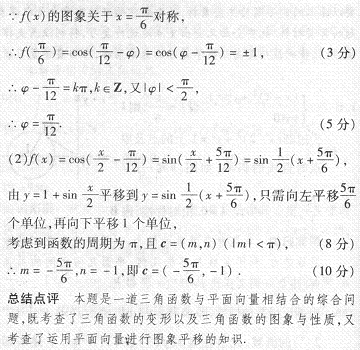 ∵f(x)的图象关于x=π/6对称,
∴f(π/6)=cos(π/12-φ)=cos(φ-π/12)=±1, (3分)
∴φ-π/12=kπ,k∈Z,又|φ|<π/2,
∴φ=π/12. (5分)
(2)f(x)=cos(x/2-π/12)=sin(x/2+5π/12)=sin 1/2(x+5π/6),
由y=1+sin x/2平移到y=sin 1/2(x+5π/6),只需向左平移5π/6
个单位,再向下平移1个单位,
考虑到函数的周期为π,且c=(m,n)(|m|<π), (8分)
∴m=-5π/6,n=-1,即c=(-5π/6,-1). (10分)
总结点评 本题是一道三角函数与平面向量相结合的综合问
题,既考查了三角函数的变形以及三角函数的图象与性质,又
考查了运用平面向量进行图象平移的知识.